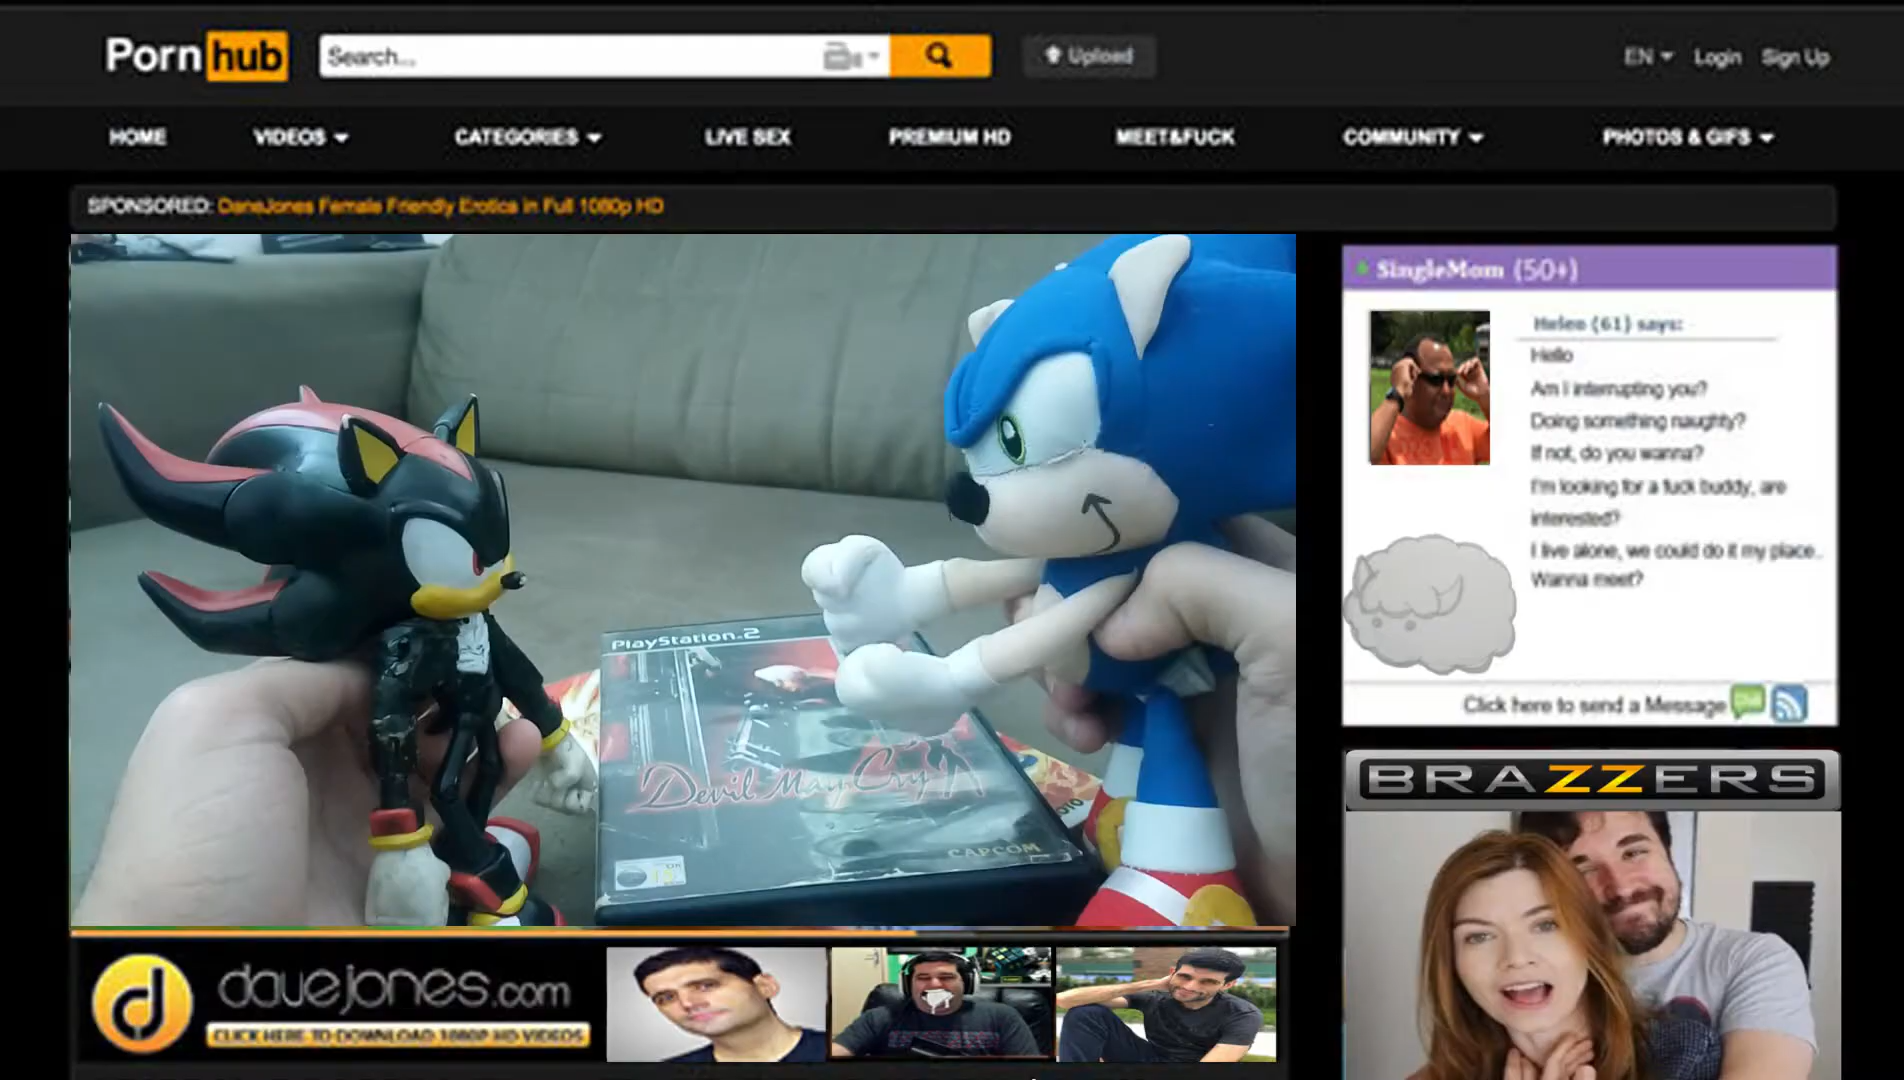 Porn hub
Search...
Upload
EN
Login
Sign Up
HOME
VIDEOS
CATEGORIES
LIVE SEX
PREMIUM HD
MEET&FUCK
COMMUNITY
PHOTOS & GIFS
SPONSORED: DaneJones Female Friendly Erotica in Full 1080p HD
SingleMom (50+)
Helen (61) says:
Hello
Am I interrupting you?
Doing something naughty?
If not, do you wanna?
I'm looking for a fuck buddy, are
interested?
I live alone, we could do it my place.
Wanna meet?
Click here to send a Message
PlayStation.2
Devil May Cry
CAPCOM
BRAZZERS
davejones.com
CLICK HERE TO DOWNLOAD 1080P HD VIDEOS